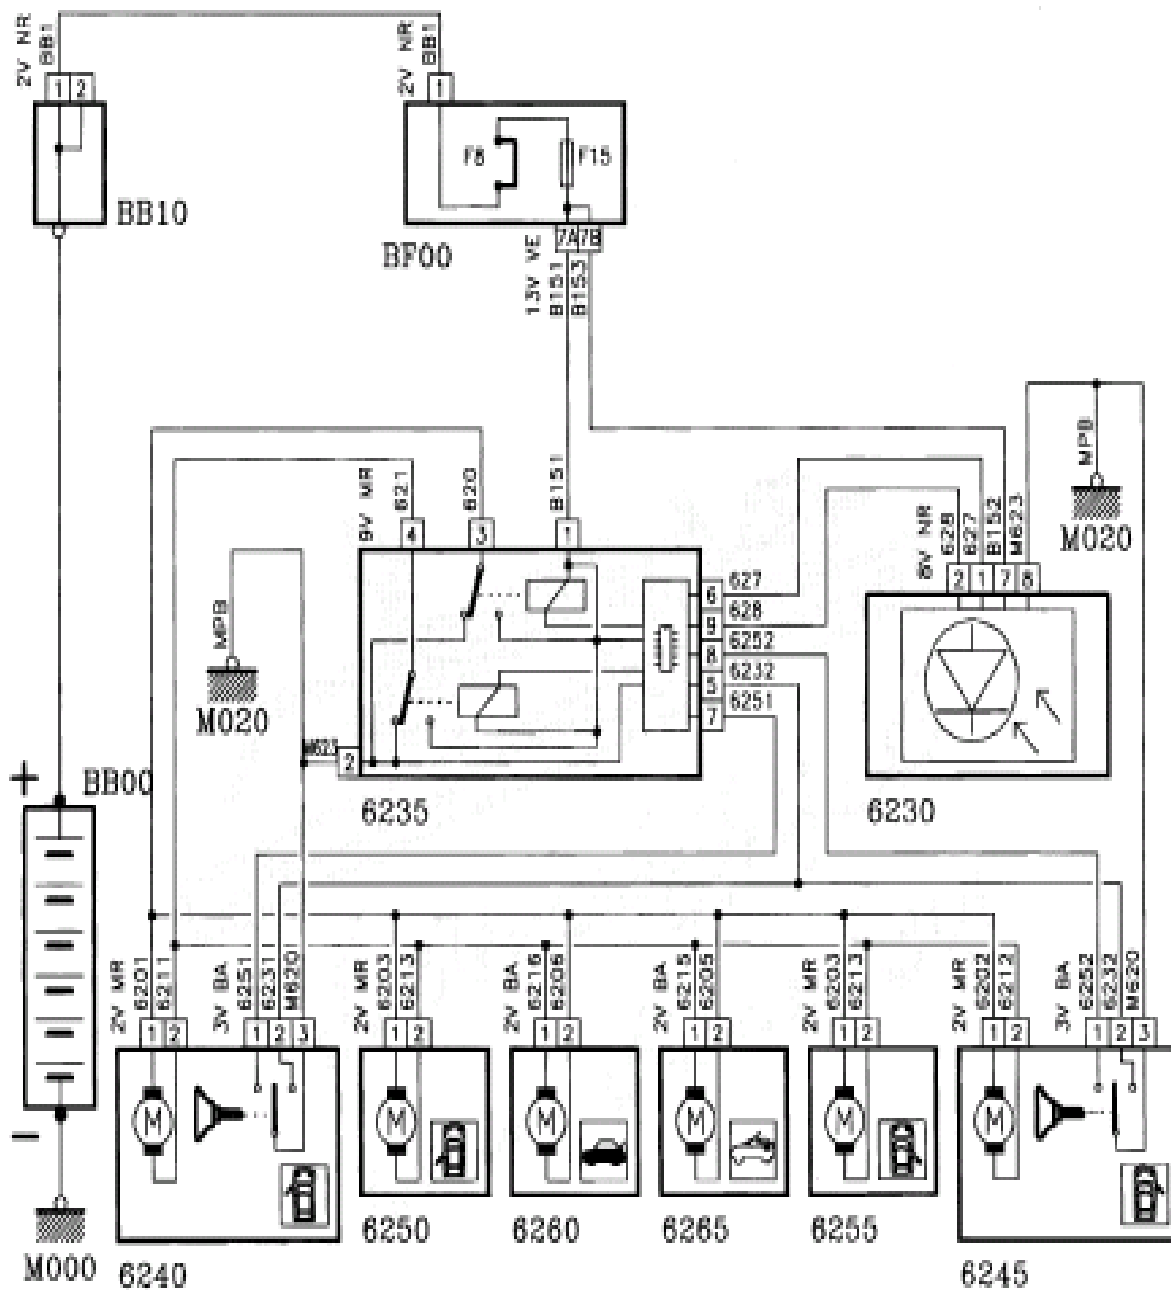 2V NR
BB1
1 2
BB10
2V NR
BB1
1
F8
F15
BF00
7A 7B
13V VE
B151
B153
9V MR
621
620
B151
4
3
1
MPB
M020
M623
2
6235
6 627
9 628
8 6252
5 6232
7 6251
8V NR
628
627
B152
M623
2 1 7 8
MPB
M020
6230
+
BB00
-
M000
2V MR
6201
6211
1 2
3V BA
6251
6231
M620
1 2 3
M
6240
2V MR
6203
6213
1 2
M
6250
2V BA
6216
6206
1 2
M
6260
2V BA
6215
6205
1 2
M
6265
2V MR
6203
6213
1 2
M
6255
2V MR
6202
6212
1 2
3V BA
6252
6232
M620
1 2 3
M
6245